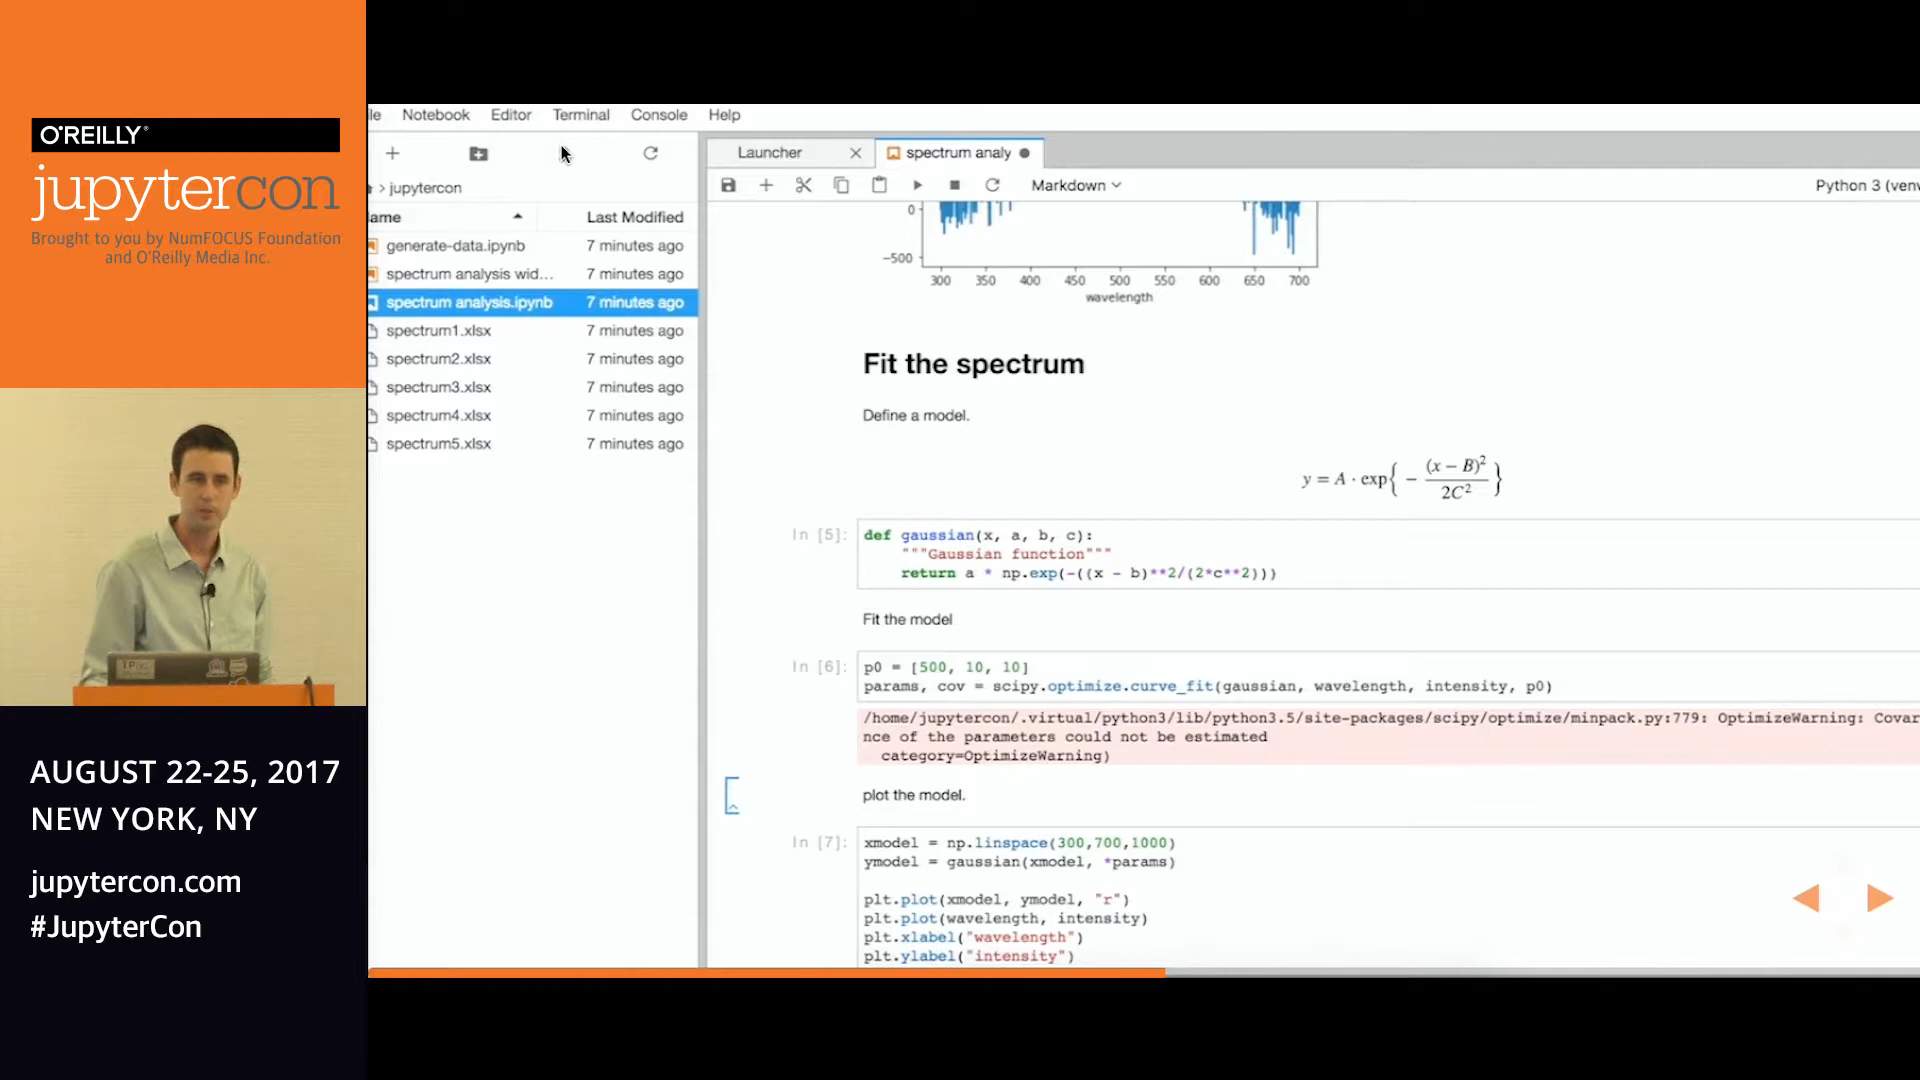 O'REILLY®
jupytercon
Brought to you by NumFOCUS Foundation
and O'Reilly Media Inc.
AUGUST 22-25, 2017
NEW YORK, NY
jupytercon.com
#JupyterCon
le Notebook Editor Terminal Console Help
> jupytercon
ame Last Modified
generate-data.ipynb 7 minutes ago
spectrum analysis wid... 7 minutes ago
spectrum analysis.ipynb 7 minutes ago
spectrum1.xlsx 7 minutes ago
spectrum2.xlsx 7 minutes ago
spectrum3.xlsx 7 minutes ago
spectrum4.xlsx 7 minutes ago
spectrum5.xlsx 7 minutes ago
Launcher spectrum analy
Markdown Python 3 (venv
0
−500
300 350 400 450 500 550 600 650 700
wavelength
Fit the spectrum
Define a model.
y = A · exp{ − (x − B)² / 2C² }
In [5]: def gaussian(x, a, b, c):
"""Gaussian function"""
return a * np.exp(-((x - b)**2/(2*c**2)))
Fit the model
In [6]: p0 = [500, 10, 10]
params, cov = scipy.optimize.curve_fit(gaussian, wavelength, intensity, p0)
/home/jupytercon/.virtual/python3/lib/python3.5/site-packages/scipy/optimize/minpack.py:779: OptimizeWarning: Covar
nce of the parameters could not be estimated
category=OptimizeWarning)
plot the model.
In [7]: xmodel = np.linspace(300,700,1000)
ymodel = gaussian(xmodel, *params)
plt.plot(xmodel, ymodel, "r")
plt.plot(wavelength, intensity)
plt.xlabel("wavelength")
plt.ylabel("intensity")